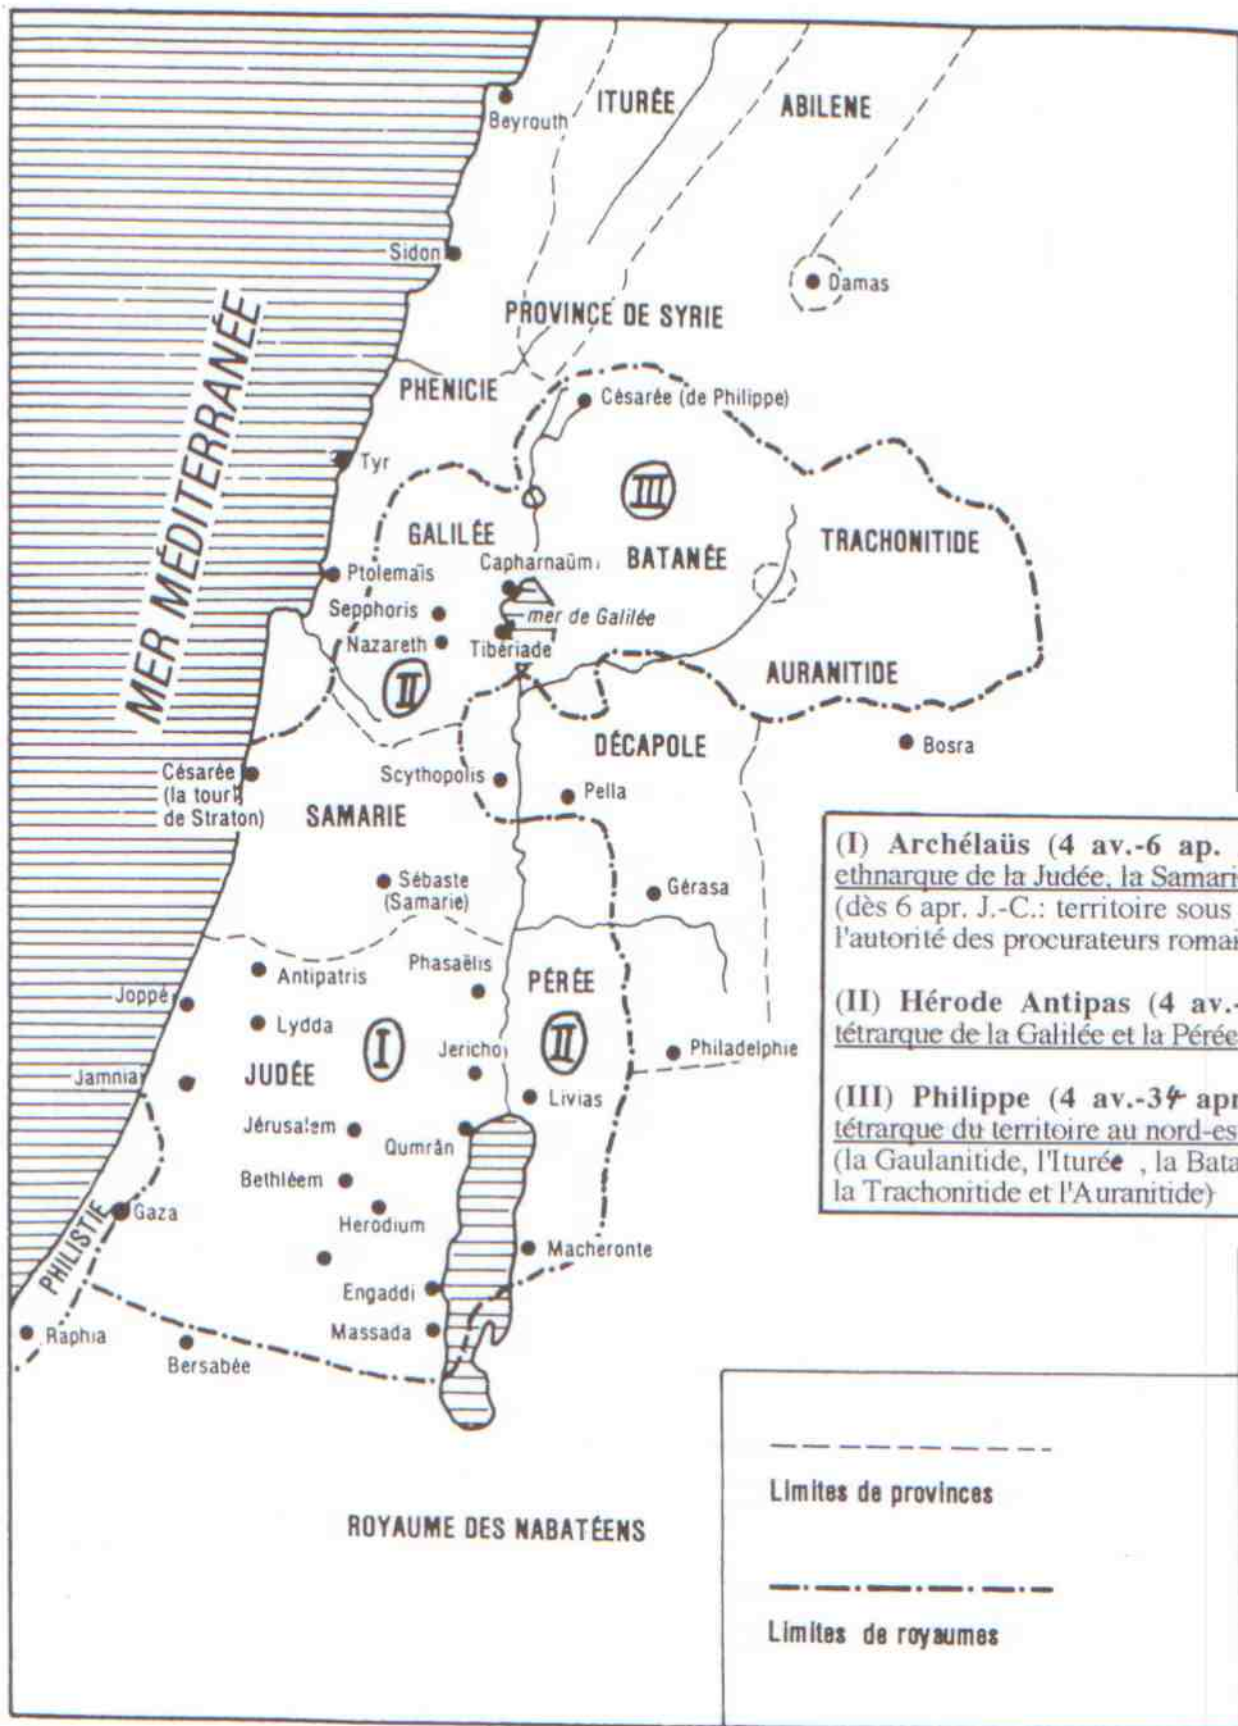 ITURÉE
ABILENE
Beyrouth
Sidon
Damas
PROVINCE DE SYRIE
MER MÉDITERRANÉE
PHÉNICIE
Césarée (de Philippe)
Tyr
III
GALILÉE
BATANÉE
TRACHONITIDE
Capharnaüm
Ptolemaïs
Sepphoris
mer de Galilée
Nazareth
Tibériade
II
AURANITIDE
DÉCAPOLE
Bosra
Césarée
(la tour
de Straton)
Scythopolis
Pella
SAMARIE
Sébaste
(Samarie)
Gérasa
Antipatris
Phasaëlis
PÉRÉE
Joppé
Lydda
I
II
Jericho
Philadelphie
Jamnia
JUDÉE
Livias
Jérusalem
Qumrân
Bethléem
Herodium
Gaza
PHILISTIE
Macheronte
Engaddi
Raphia
Massada
Bersabée
ROYAUME DES NABATÉENS
(I) Archélaüs (4 av.-6 ap.
ethnarque de la Judée, la Samari
(dès 6 apr. J.-C.: territoire sous
l'autorité des procurateurs romai
(II) Hérode Antipas (4 av.-
tétrarque de la Galilée et la Pérée
(III) Philippe (4 av.-34 apr
tétrarque du territoire au nord-es
(la Gaulanitide, l'Iturée , la Bata
la Trachonitide et l'Auranitide)
Limites de provinces
Limites de royaumes